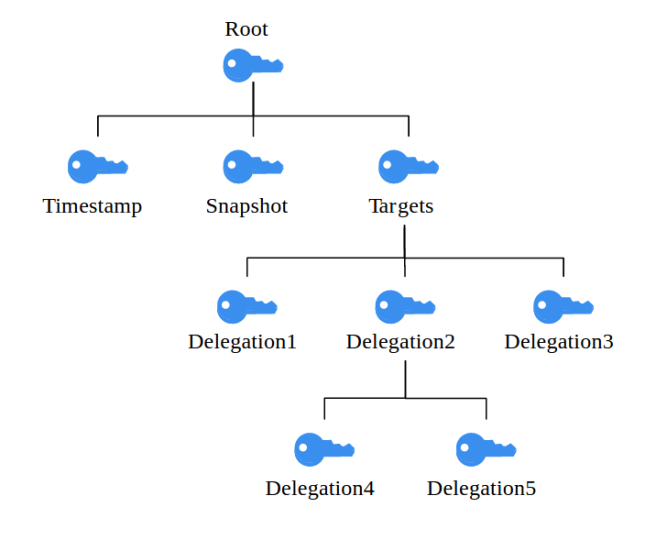 Root
Timestamp Snapshot Targets
Delegation1 Delegation2 Delegation3
Delegation4 Delegation5